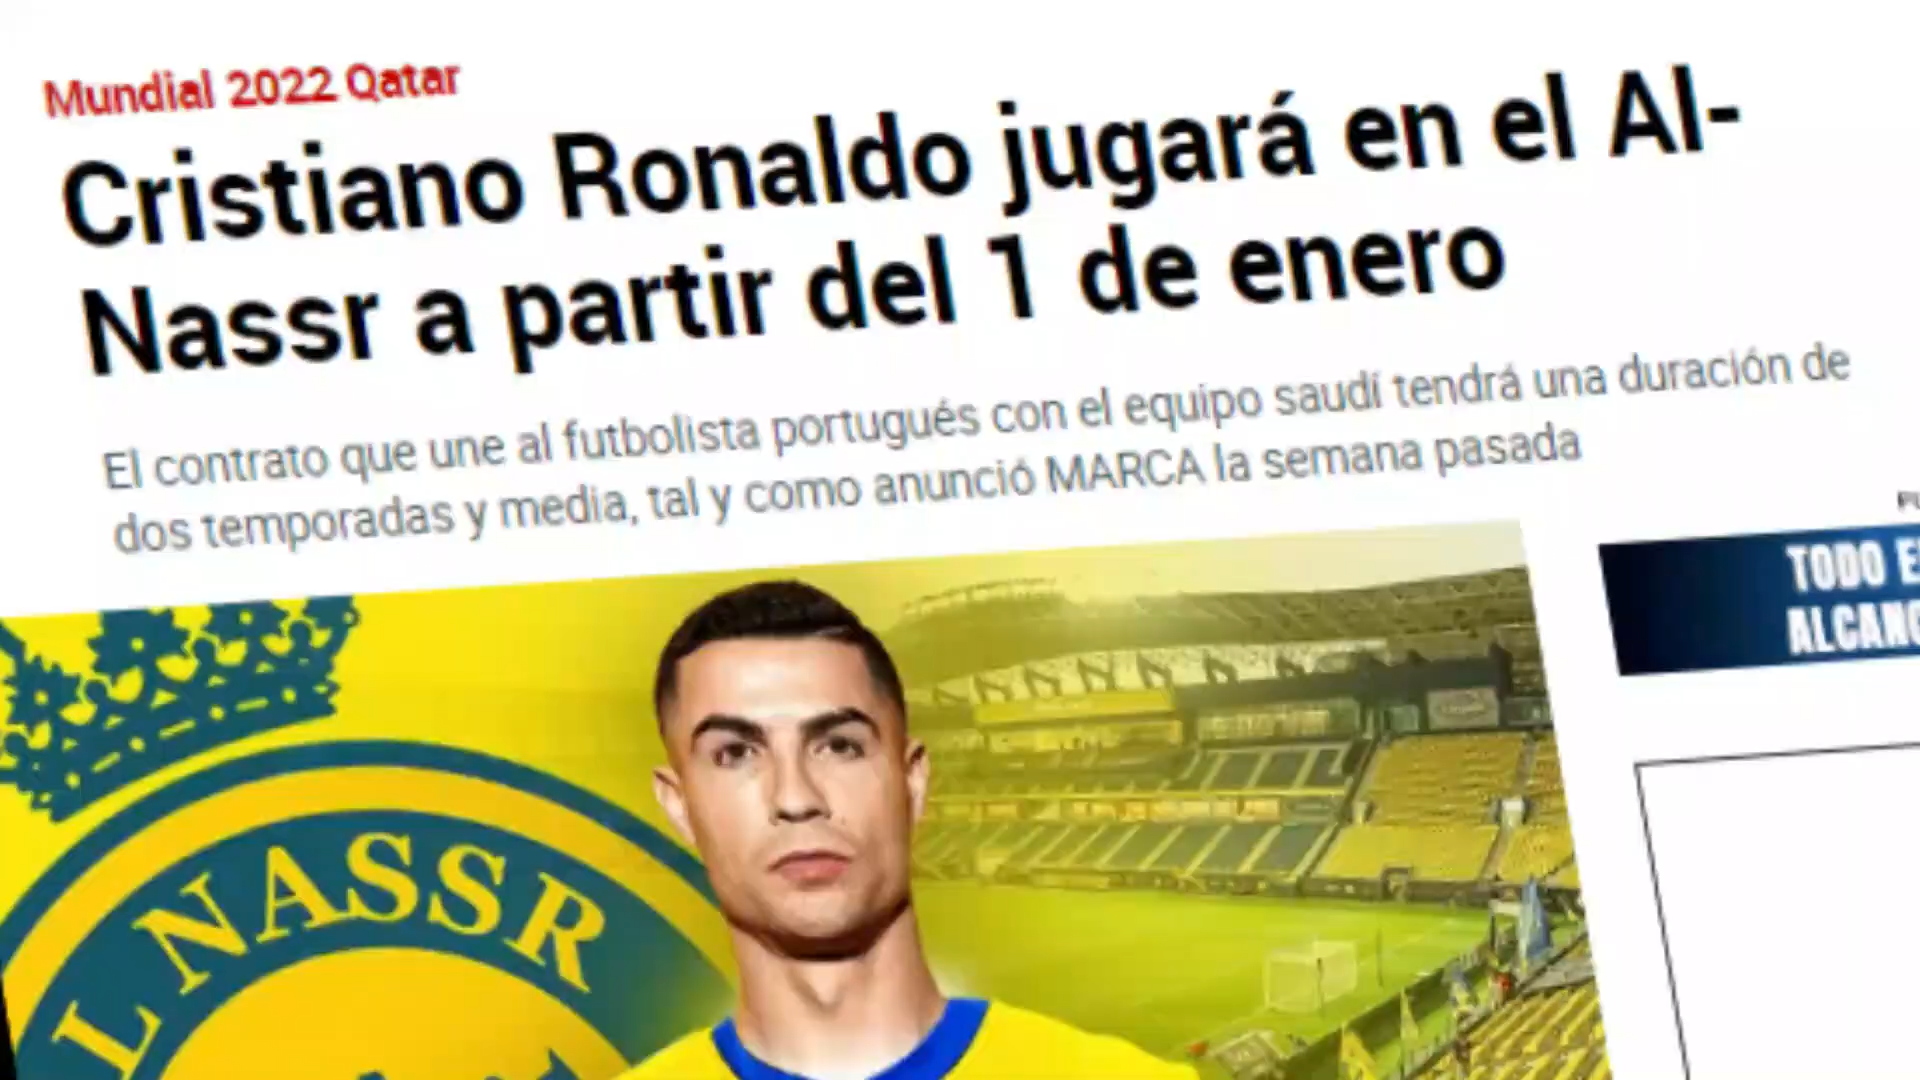 Mundial 2022 Qatar
Cristiano Ronaldo jugará en el Al-
Nassr a partir del 1 de enero
El contrato que une al futbolista portugués con el equipo saudí tendrá una duración de
dos temporadas y media, tal y como anunció MARCA la semana pasada
TODO
L NASSR